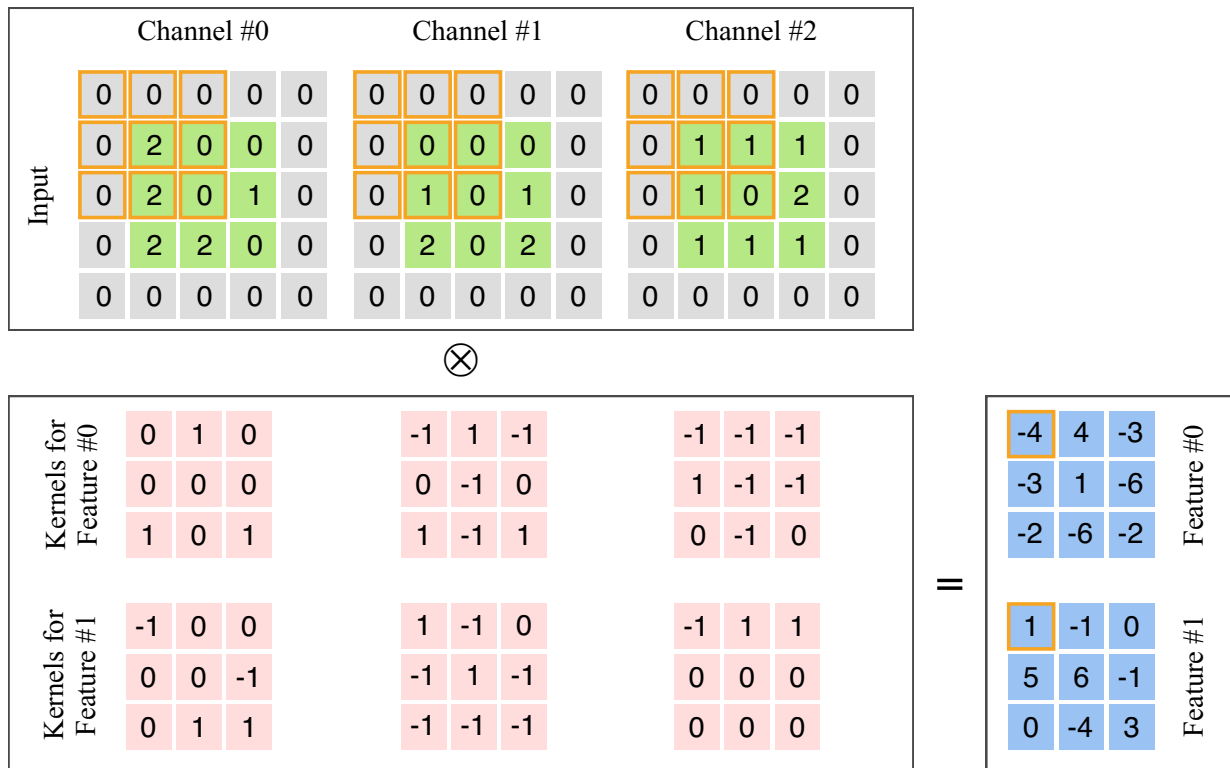 Channel #0 Channel #1 Channel #2
Input
0 0 0 0 0 0 0 0 0 0 0 0 0 0 0
0 2 0 0 0 0 0 0 0 0 0 1 1 1 0
0 2 0 1 0 0 1 0 1 0 0 1 0 2 0
0 2 2 0 0 0 2 0 2 0 0 1 1 1 0
0 0 0 0 0 0 0 0 0 0 0 0 0 0 0
⊗
Kernels for
Feature #0
0 1 0 -1 1 -1 -1 -1 -1
0 0 0 0 -1 0 1 -1 -1
1 0 1 1 -1 1 0 -1 0
Kernels for
Feature #1
-1 0 0 1 -1 0 -1 1 1
0 0 -1 -1 1 -1 0 0 0
0 1 1 -1 -1 -1 0 0 0
=
-4 4 -3
-3 1 -6
-2 -6 -2
Feature #0
1 -1 0
5 6 -1
0 -4 3
Feature #1